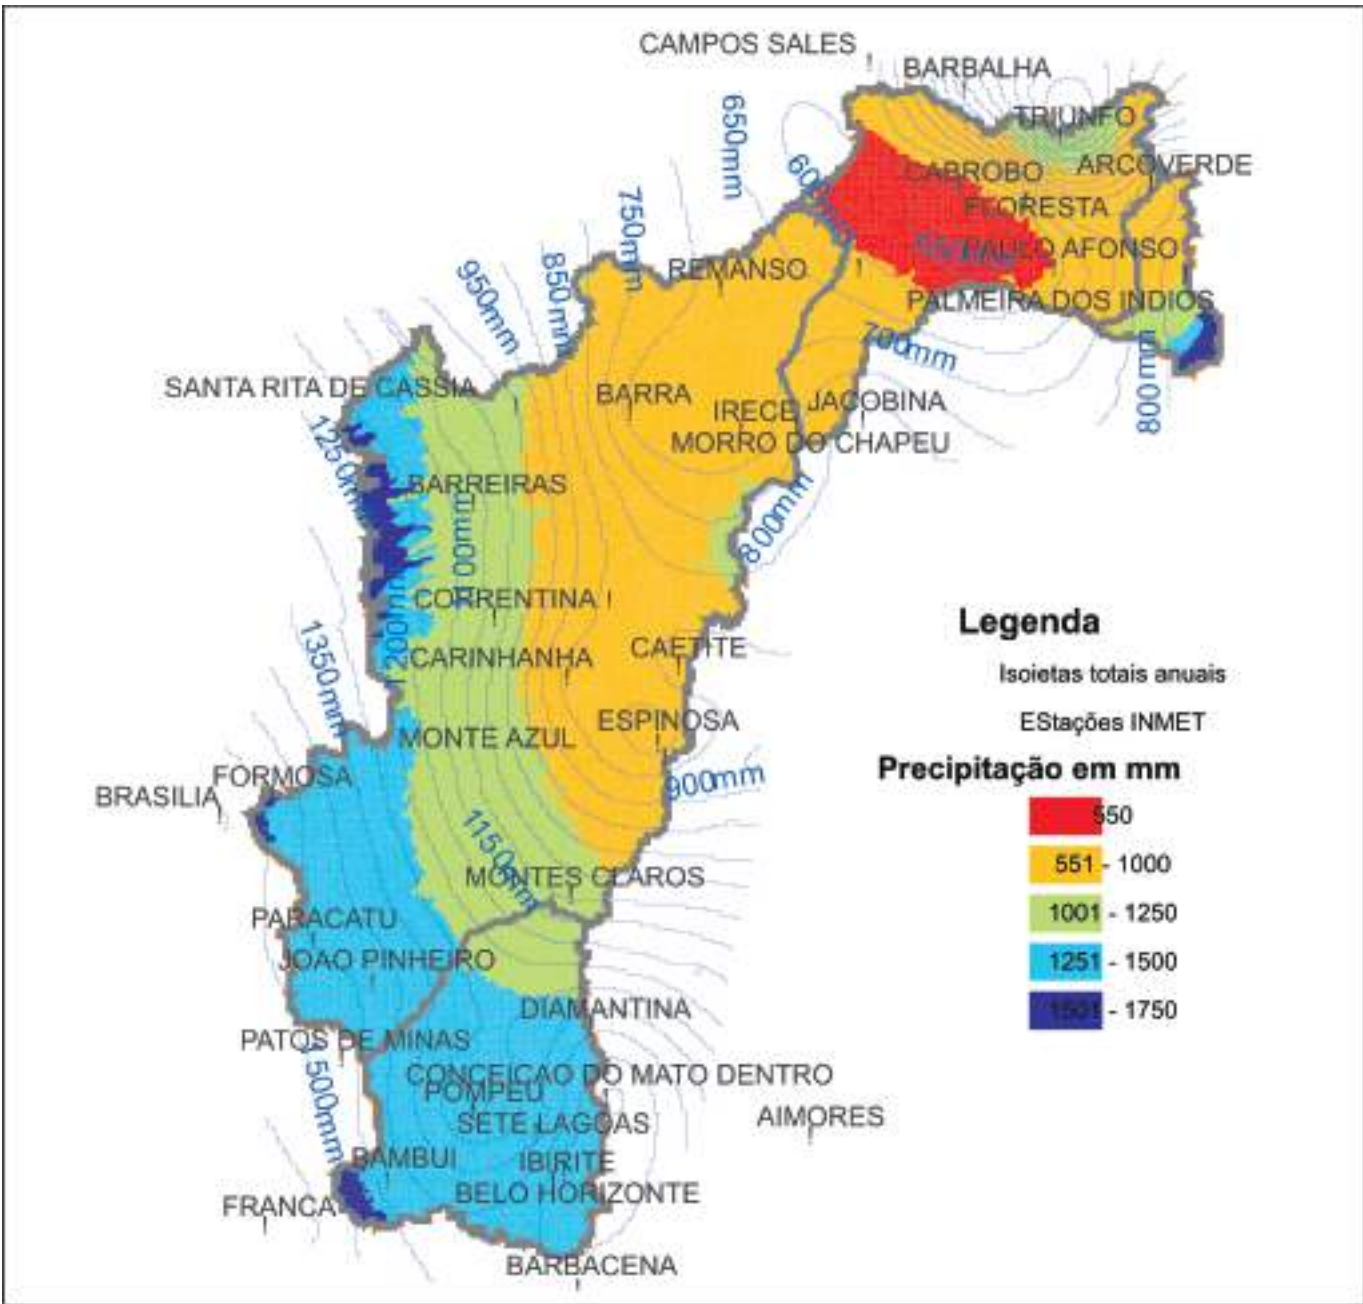 CAMPOS SALES
BARBALHA
650mm
TRIUNFO
ARCOVERDE
CABROBO
750mm
FLORESTA
PAULO AFONSO
850mm
950mm
REMANSO
PALMEIRA DOS INDIOS
700mm
800mm
SANTA RITA DE CASSIA
BARRA
IRECE
JACOBINA
MORRO DO CHAPEU
1250mm
BARREIRAS
800mm
CORRENTINA
1200mm
CAETITE
CARINHANHA
1350mm
ESPINOSA
MONTE AZUL
FORMOSA
BRASILIA
900mm
1150mm
MONTES CLAROS
PARACATU
JOAO PINHEIRO
DIAMANTINA
PATOS DE MINAS
1500mm
CONCEICAO DO MATO DENTRO
POMPEU
AIMORES
SETE LAGOAS
BAMBUI
IBIRITE
BELO HORIZONTE
FRANCA
BARBACENA
Legenda
Isoietas totais anuais
EStações INMET
Precipitação em mm
550
551 - 1000
1001 - 1250
1251 - 1500
1501 - 1750